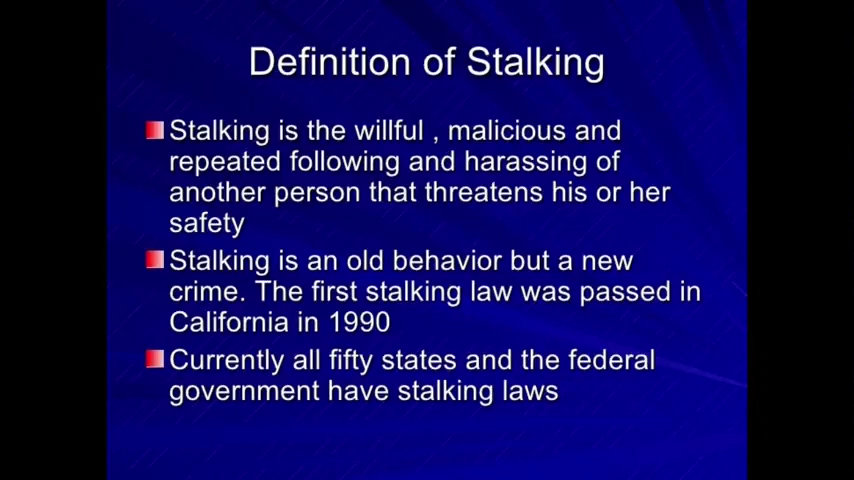 Definition of Stalking
Stalking is the willful , malicious and
repeated following and harassing of
another person that threatens his or her
safety
Stalking is an old behavior but a new
crime. The first stalking law was passed in
California in 1990
Currently all fifty states and the federal
government have stalking laws